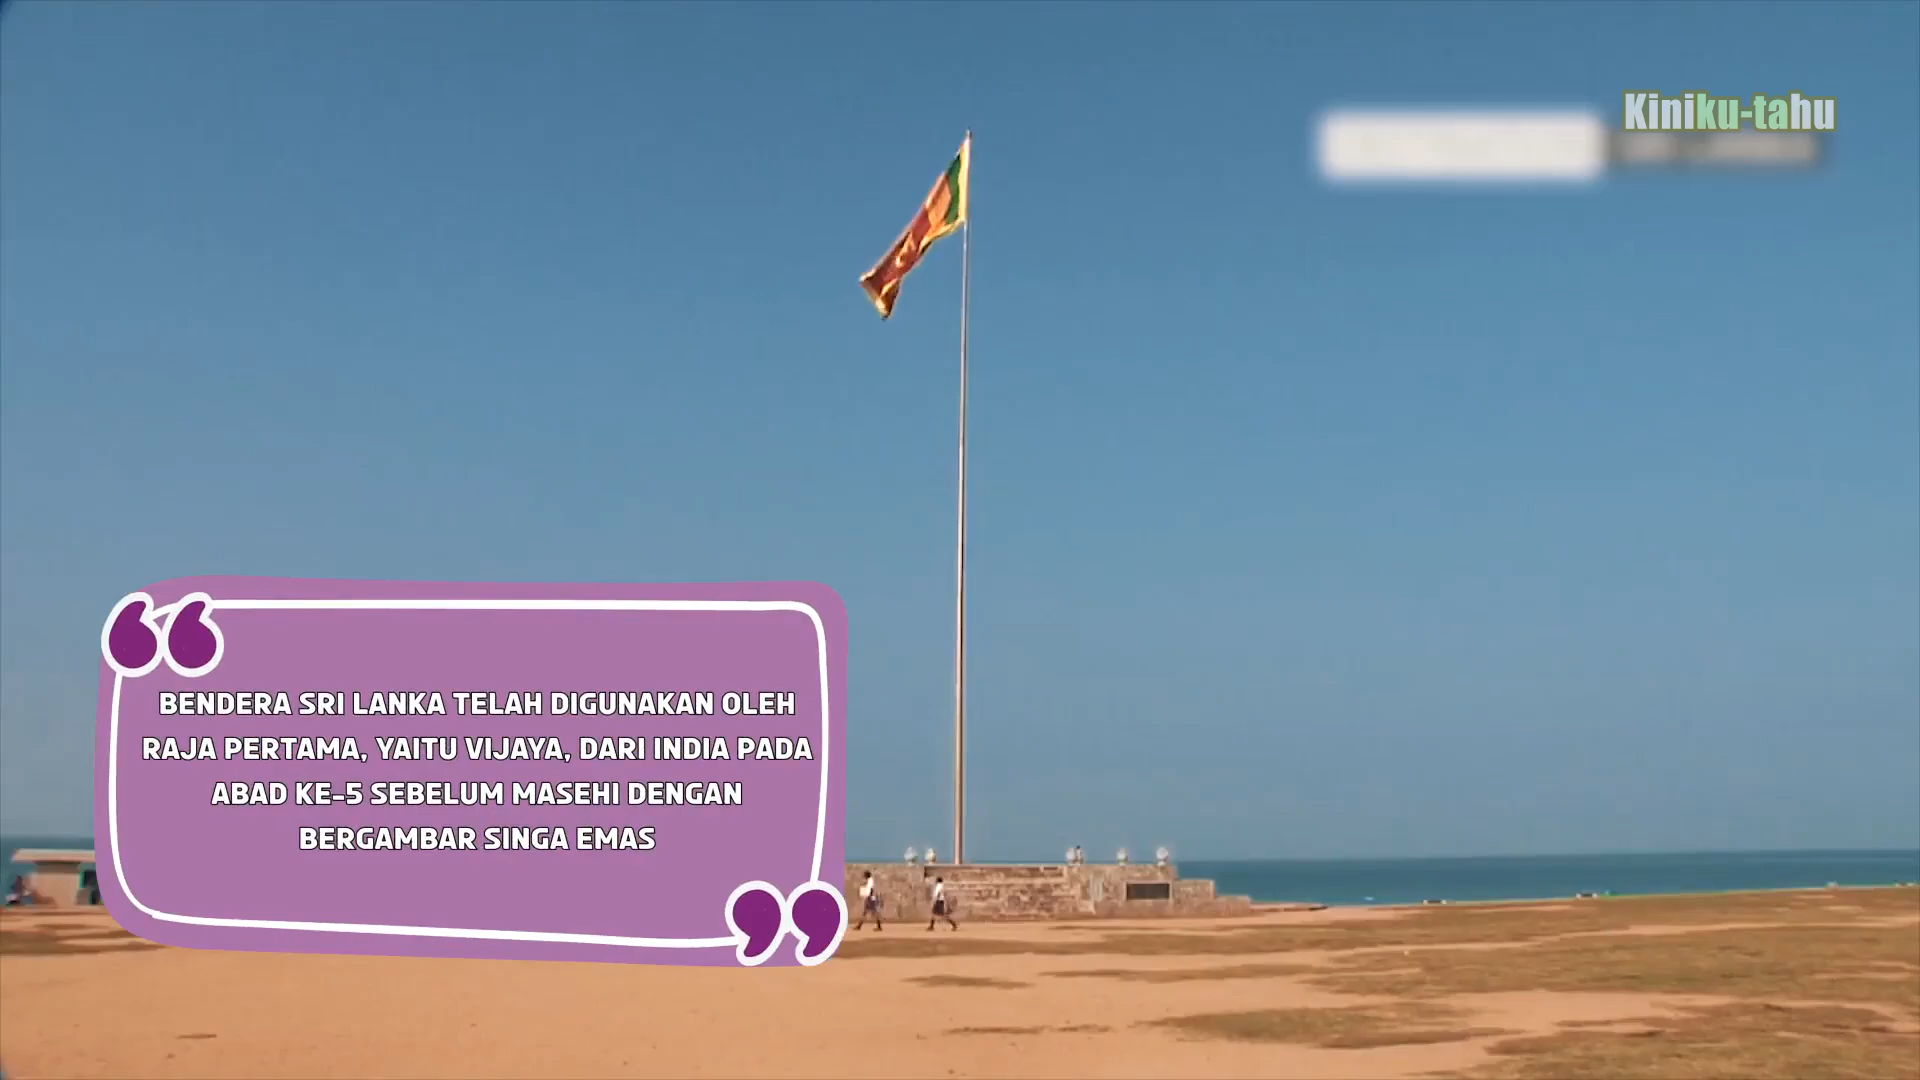 Kiniku-tahu
BENDERA SRI LANKA TELAH DIGUNAKAN OLEH
RAJA PERTAMA, YAITU VIJAYA, DARI INDIA PADA
ABAD KE-5 SEBELUM MASEHI DENGAN
BERGAMBAR SINGA EMAS